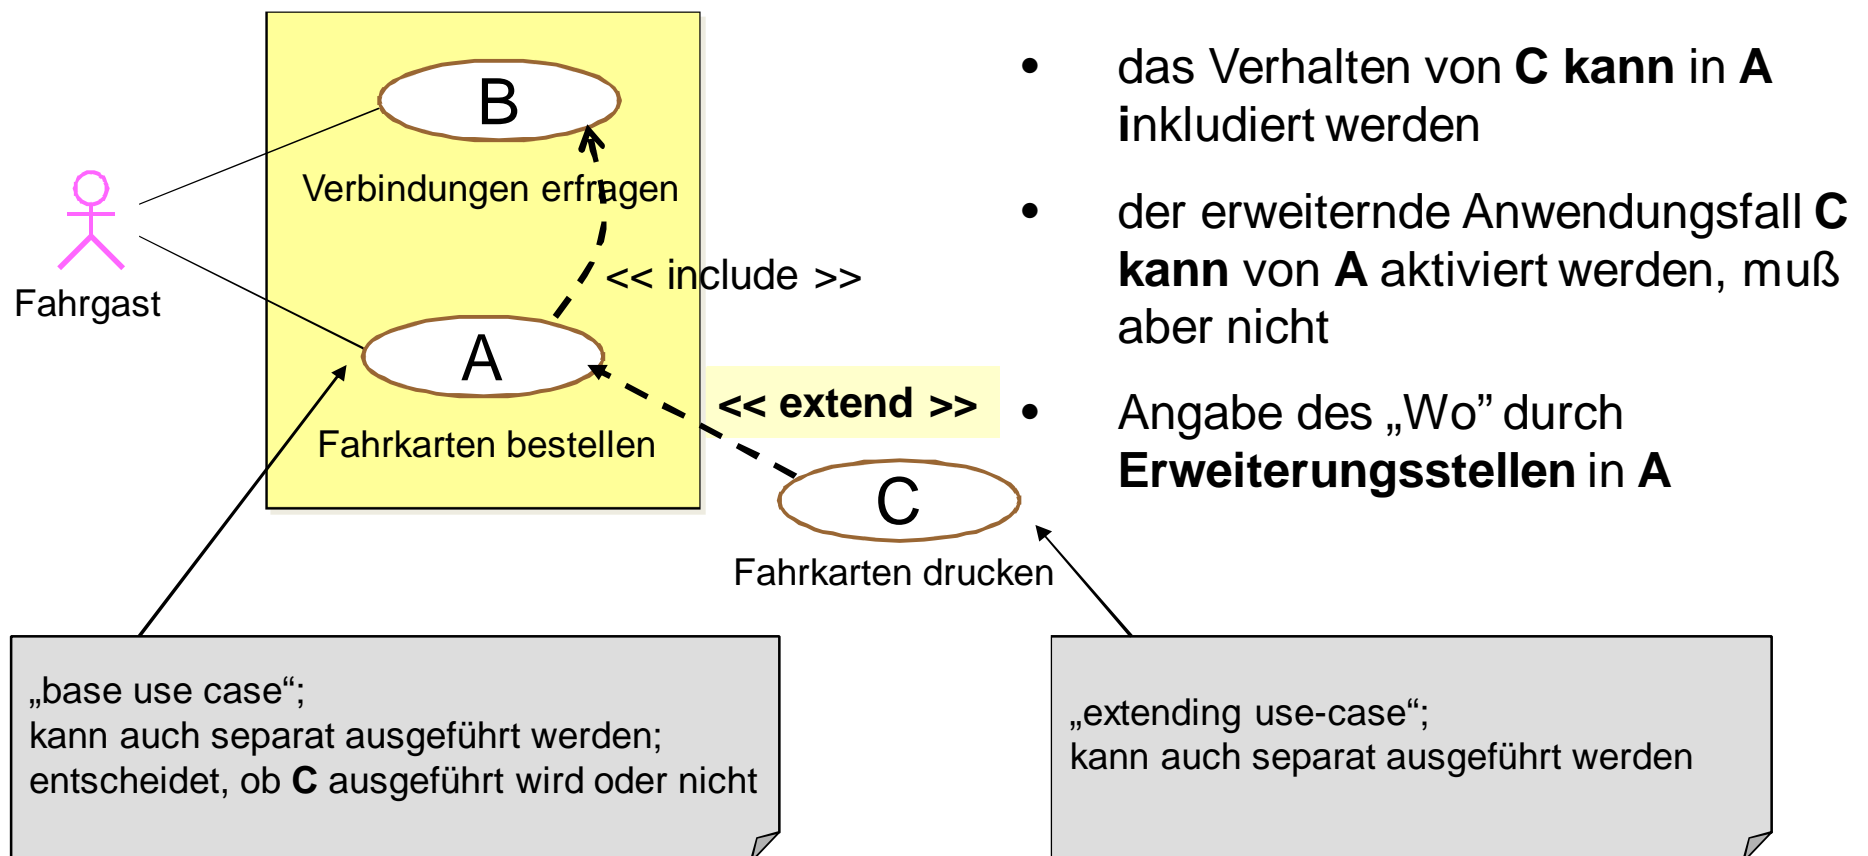 B
Verbindungen erfragen
<< include >>
Fahrgast
A
Fahrkarten bestellen
<< extend >>
C
Fahrkarten drucken
• das Verhalten von C kann in A
inkludiert werden
• der erweiternde Anwendungsfall C
kann von A aktiviert werden, muß
aber nicht
• Angabe des „Wo” durch
Erweiterungsstellen in A
„base use case“;
kann auch separat ausgeführt werden;
entscheidet, ob C ausgeführt wird oder nicht
„extending use-case“;
kann auch separat ausgeführt werden